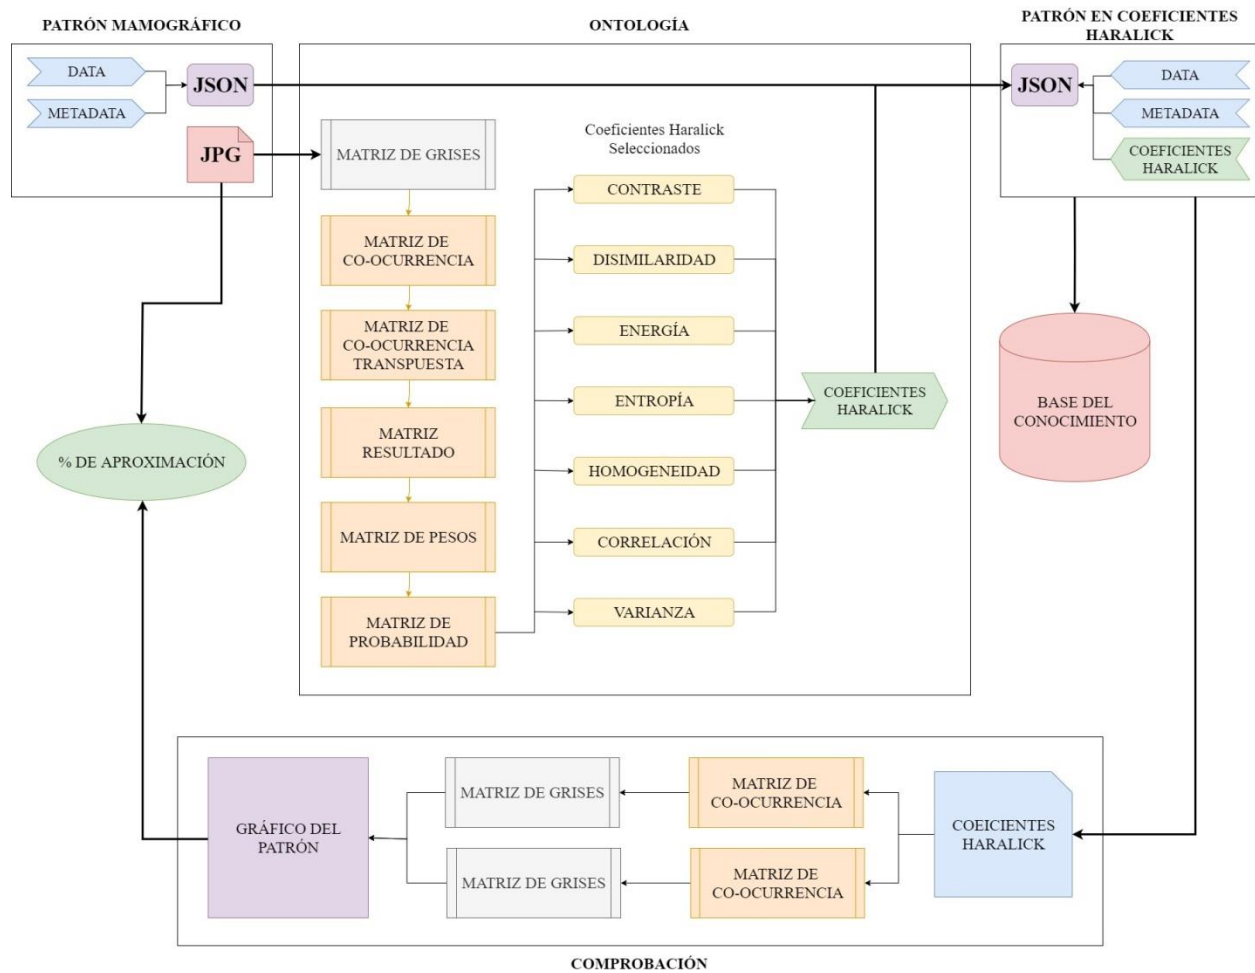 PATRÓN MAMOGRÁFICO
DATA
METADATA
JSON
JPG
ONTOLOGÍA
MATRIZ DE GRISES
MATRIZ DE
CO-OCURRENCIA
MATRIZ DE
CO-OCURRENCIA
TRANSPUESTA
MATRIZ
RESULTADO
MATRIZ DE PESOS
MATRIZ DE
PROBABILIDAD
Coeficientes Haralick
Seleccionados
CONTRASTE
DISIMILARIDAD
ENERGÍA
ENTROPÍA
HOMOGENEIDAD
CORRELACIÓN
VARIANZA
COEFICIENTES
HARALICK
PATRÓN EN COEFICIENTES
HARALICK
JSON
DATA
METADATA
COEFICIENTES
HARALICK
BASE DEL
CONOCIMIENTO
% DE APROXIMACIÓN
GRÁFICO DEL
PATRÓN
MATRIZ DE GRISES
MATRIZ DE
CO-OCURRENCIA
MATRIZ DE GRISES
MATRIZ DE
CO-OCURRENCIA
COEICIENTES
HARALICK
COMPROBACIÓN